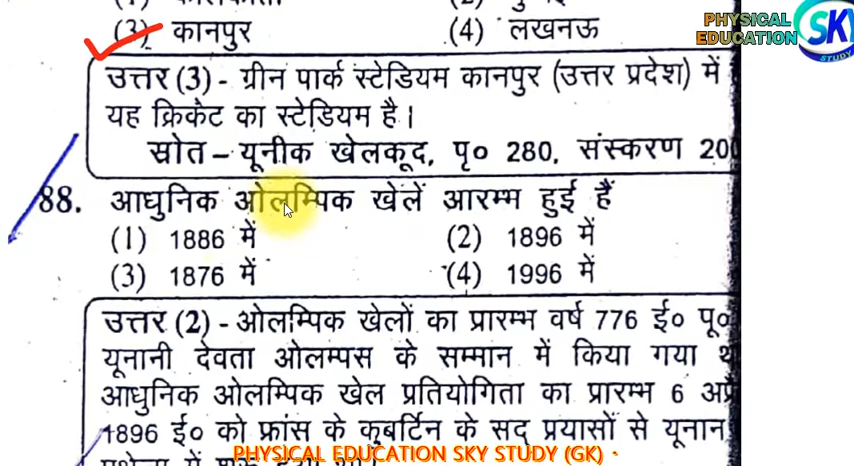 (3) कानपुर (4) लखनऊ
PHYSICAL EDUCATION
SKY
STUDY
उत्तर (3) - ग्रीन पार्क स्टेडियम कानपुर (उत्तर प्रदेश) में
यह क्रिकेट का स्टेडियम है।
स्रोत – यूनीक खेलकूद, पृ० 280, संस्करण
88. आधुनिक ओलम्पिक खेलें आरम्भ हुई हैं
(1) 1886 में (2) 1896 में
(3) 1876 में (4) 1996 में
उत्तर (2) - ओलम्पिक खेलों का प्रारम्भ वर्ष 776 ई० पू०
यूनानी देवता ओलम्पस के सम्मान में किया गया
आधुनिक ओलम्पिक खेल प्रतियोगिता का प्रारम्भ 6
1896 ई० को फ्रांस के कुबर्टिन के सद् प्रयासों से यूनान
PHYSICAL EDUCATION SKY STUDY (GK)